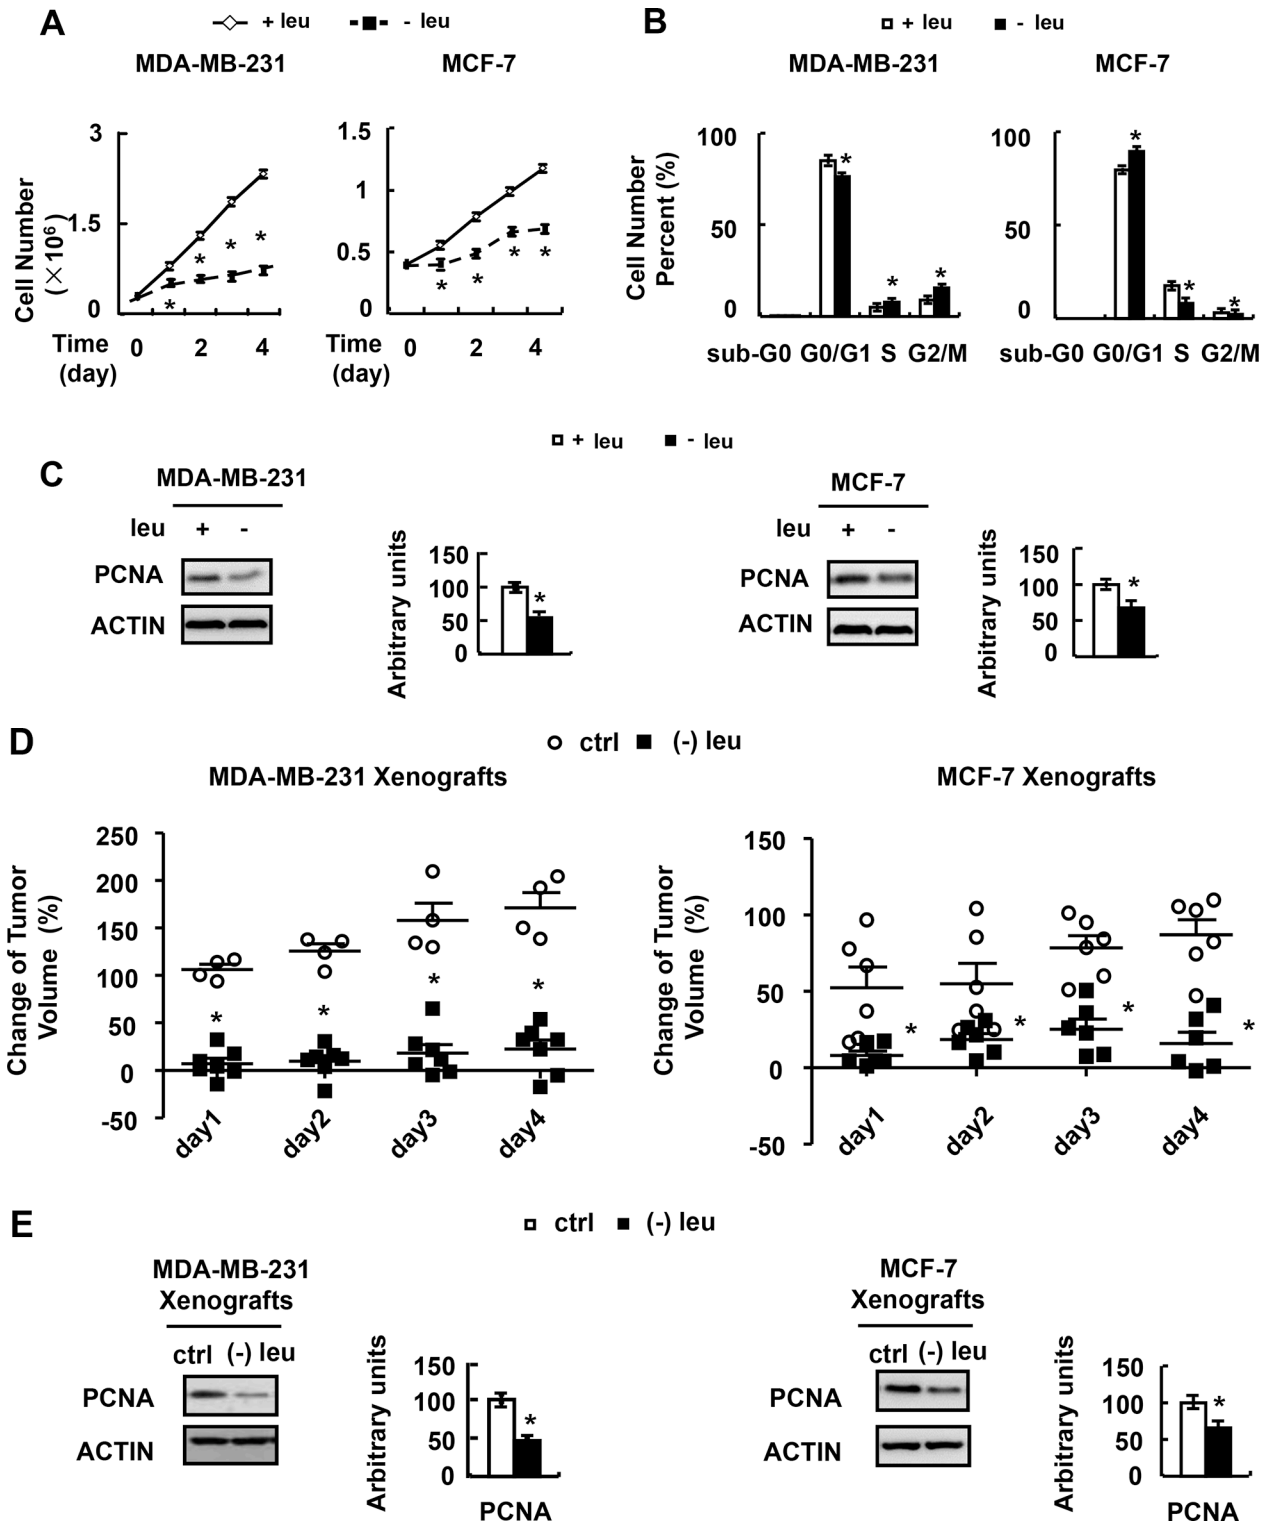 A
+ leu - leu
MDA-MB-231 MCF-7
Cell Number
(×10⁶)
3
1.5
0
1.5
1
0.5
0
Time
(day)
0 2 4
Time
(day)
0 2 4
* * * *
* * * *
B
+ leu - leu
MDA-MB-231 MCF-7
Cell Number
Percent (%)
100
50
0
* * *
sub-G0 G0/G1 S G2/M
100
50
0
* * *
sub-G0 G0/G1 S G2/M
+ leu - leu
C
MDA-MB-231
leu + -
PCNA
ACTIN
Arbitrary units
150
100
50
0
*
MCF-7
leu + -
PCNA
ACTIN
Arbitrary units
150
100
50
0
*
D
ctrl (-) leu
MDA-MB-231 Xenografts
Change of Tumor
Volume (%)
250
200
150
100
50
0
-50
* * * *
day1 day2 day3 day4
MCF-7 Xenografts
Change of Tumor
Volume (%)
150
100
50
0
-50
* * * *
day1 day2 day3 day4
E
ctrl (-) leu
MDA-MB-231
Xenografts
ctrl (-) leu
PCNA
ACTIN
Arbitrary units
150
100
50
0
*
PCNA
MCF-7
Xenografts
ctrl (-) leu
PCNA
ACTIN
Arbitrary units
150
100
50
0
*
PCNA